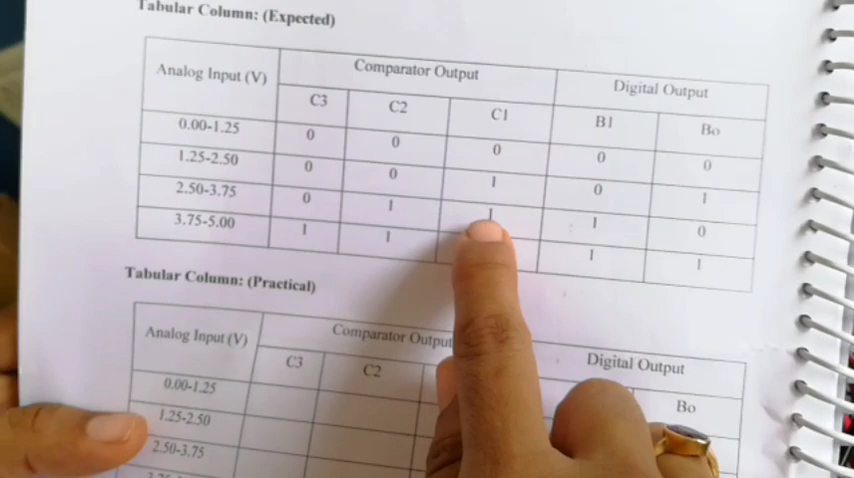 Tabular Column: (Expected)
Analog Input (V) Comparator Output Digital Output
C3 C2 C1 B1 Bo
0.00-1.25 0 0 0 0 0
1.25-2.50 0 0 1 0 1
2.50-3.75 0 1 1 1 0
3.75-5.00 1 1 1 1
Tabular Column: (Practical)
Analog Input (V) Comparator Output Digital Output
C3 C2 Bo
0.00-1.25
1.25-2.50
2.50-3.75